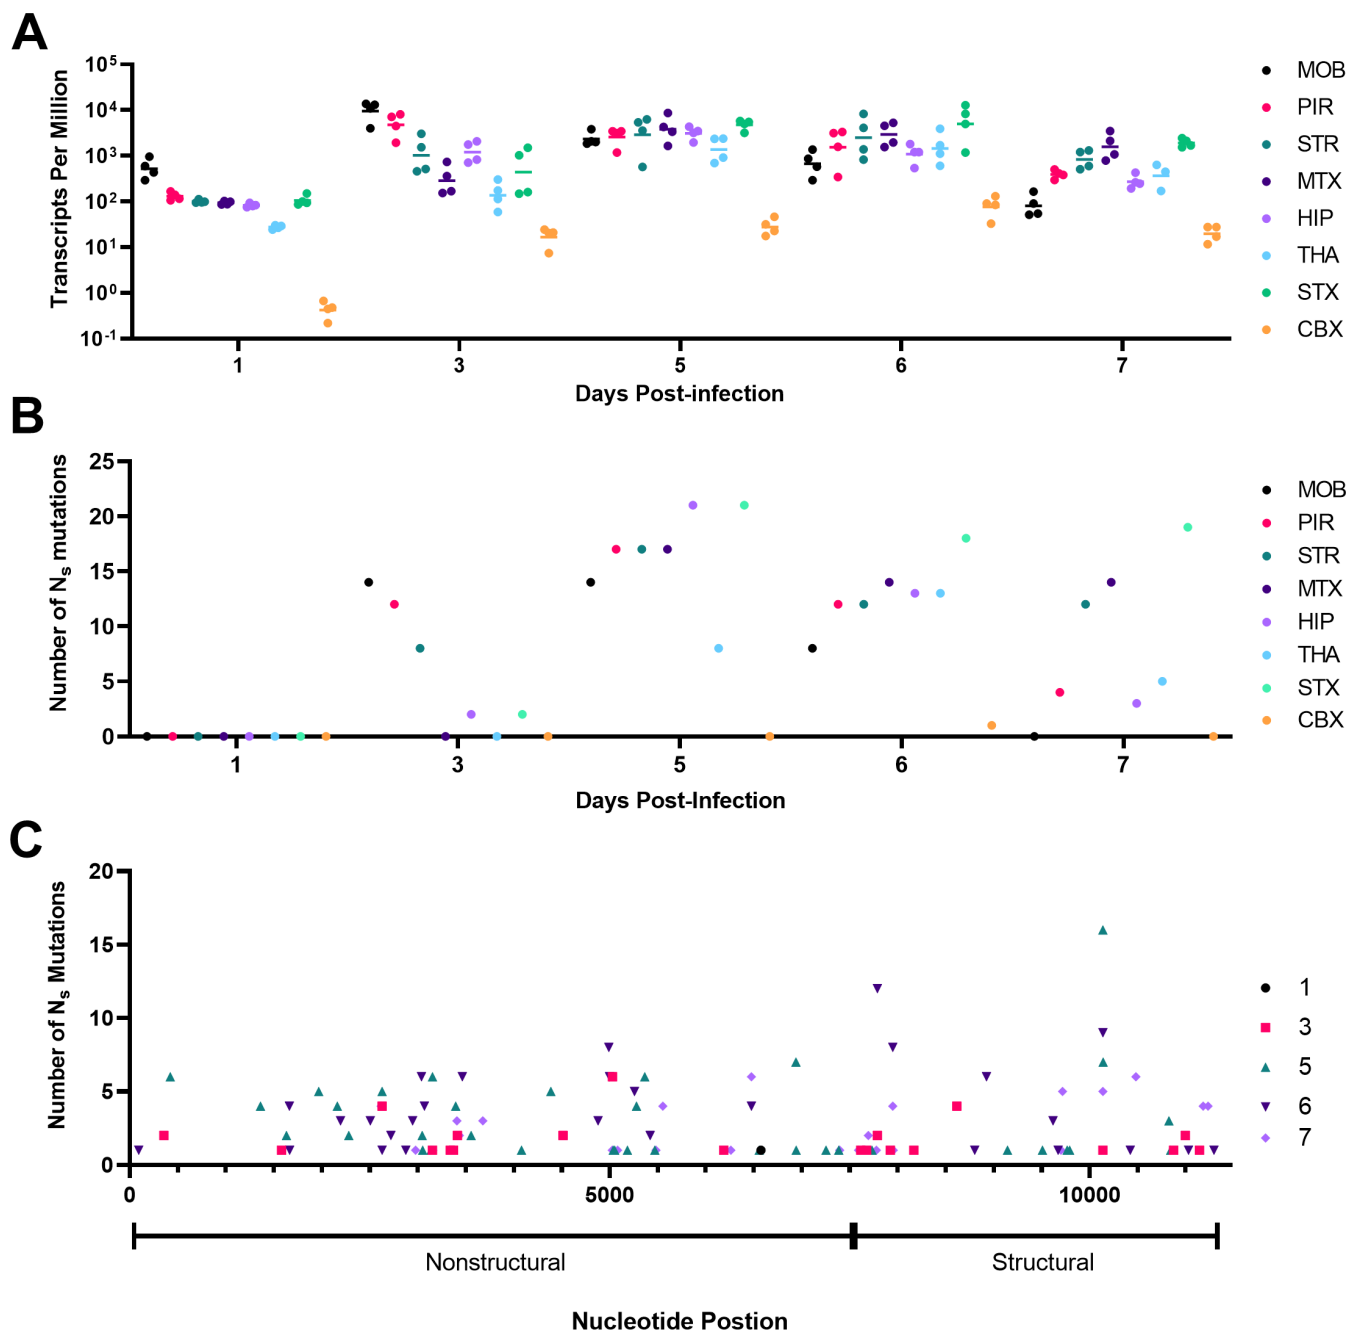 A
Transcripts Per Million
10⁵
10⁴
10³
10²
10¹
10⁰
10⁻¹
1 3 5 6 7
Days Post-infection
MOB
PIR
STR
MTX
HIP
THA
STX
CBX
B
Number of Nₛ mutations
25
20
15
10
5
0
1 3 5 6 7
Days Post-Infection
MOB
PIR
STR
MTX
HIP
THA
STX
CBX
C
Number of Nₛ Mutations
20
15
10
5
0
0 5000 10000
1
3
5
6
7
Nonstructural Structural
Nucleotide Postion